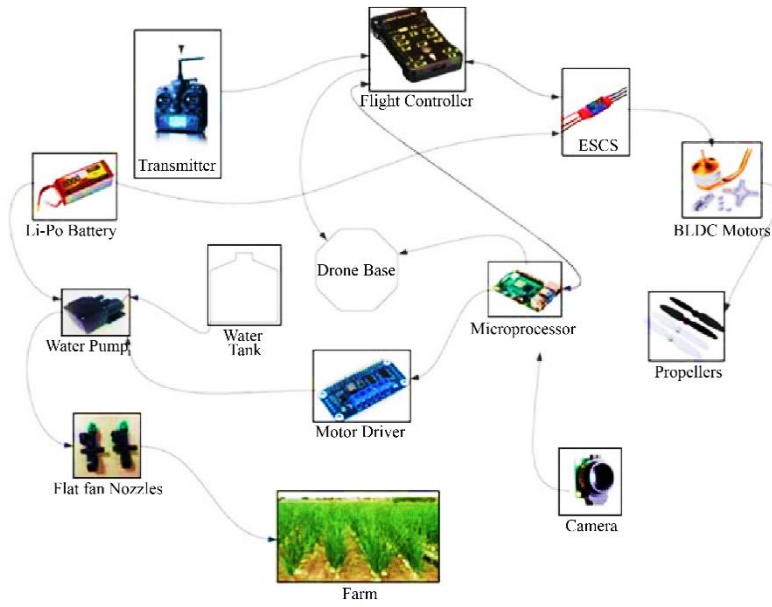 Flight Controller
Transmitter
ESCS
Li-Po Battery
BLDC Motors
Drone Base
Water Pump
Water
Tank
Microprocessor
Propellers
Motor Driver
Flat fan Nozzles
Camera
Farm